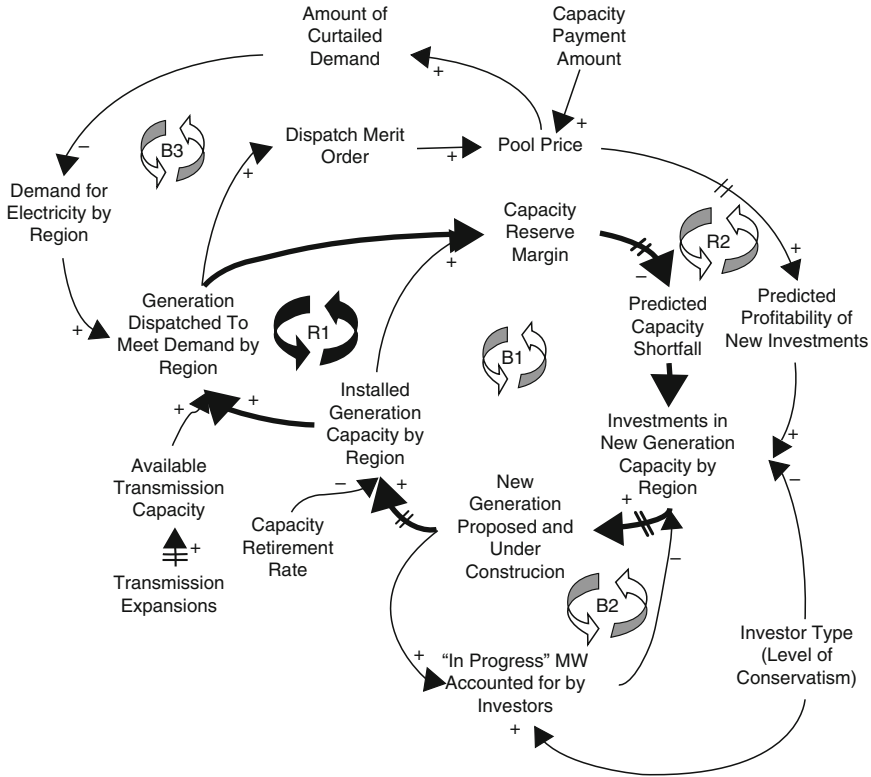 Amount of
Curtailed
Demand
Capacity
Payment
Amount
+
+
B3
Dispatch Merit
Order
+
Pool Price
–
+
Demand for
Electricity by
Region
Capacity
Reserve
Margin
+
R2
+
–
+
Generation
Dispatched To
Meet Demand by
Region
R1
B1
Predicted
Capacity
Shortfall
Predicted
Profitability of
New Investments
+
+
Installed
Generation
Capacity by
Region
Investments in
New Generation
Capacity by
Region
+
–
Available
Transmission
Capacity
–
+
New
Generation
Proposed and
Under
Construcion
+
Capacity
Retirement
Rate
+
Transmission
Expansions
–
B2
+
"In Progress" MW
Accounted for by
Investors
+
Investor Type
(Level of
Conservatism)